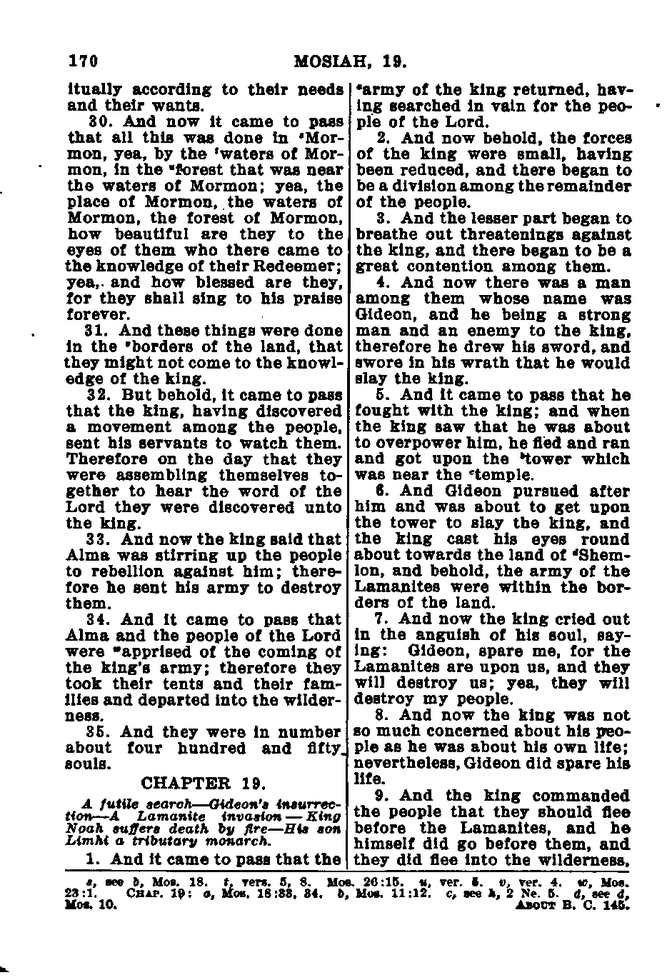 170
MOSIAH, 19.
itually according to their needs
and their wants.
30. And now it came to pass
that all this was done in ˢMor-
mon, yea, by the ᵗwaters of Mor-
mon, in the ᵘforest that was near
the waters of Mormon; yea, the
place of Mormon, the waters of
Mormon, the forest of Mormon,
how beautiful are they to the
eyes of them who there came to
the knowledge of their Redeemer;
yea, and how blessed are they,
for they shall sing to his praise
forever.
31. And these things were done
in the ᵛborders of the land, that
they might not come to the knowl-
edge of the king.
32. But behold, it came to pass
that the king, having discovered
a movement among the people,
sent his servants to watch them.
Therefore on the day that they
were assembling themselves to-
gether to hear the word of the
Lord they were discovered unto
the king.
33. And now the king said that
Alma was stirring up the people
to rebellion against him; there-
fore he sent his army to destroy
them.
34. And it came to pass that
Alma and the people of the Lord
were ʷapprised of the coming of
the king's army; therefore they
took their tents and their fam-
ilies and departed into the wilder-
ness.
35. And they were in number
about four hundred and fifty
souls.
CHAPTER 19.
A futile search—Gideon's insurrec-
tion—A Lamanite invasion—King
Noah suffers death by fire—His son
Limhi a tributary monarch.
1. And it came to pass that the
ᵃarmy of the king returned, hav-
ing searched in vain for the peo-
ple of the Lord.
2. And now behold, the forces
of the king were small, having
been reduced, and there began to
be a division among the remainder
of the people.
3. And the lesser part began to
breathe out threatenings against
the king, and there began to be a
great contention among them.
4. And now there was a man
among them whose name was
Gideon, and he being a strong
man and an enemy to the king,
therefore he drew his sword, and
swore in his wrath that he would
slay the king.
5. And it came to pass that he
fought with the king; and when
the king saw that he was about
to overpower him, he fled and ran
and got upon the ᵇtower which
was near the ᶜtemple.
6. And Gideon pursued after
him and was about to get upon
the tower to slay the king, and
the king cast his eyes round
about towards the land of ᵈShem-
lon, and behold, the army of the
Lamanites were within the bor-
ders of the land.
7. And now the king cried out
in the anguish of his soul, say-
ing: Gideon, spare me, for the
Lamanites are upon us, and they
will destroy us; yea, they will
destroy my people.
8. And now the king was not
so much concerned about his peo-
ple as he was about his own life;
nevertheless, Gideon did spare his
life.
9. And the king commanded
the people that they should flee
before the Lamanites, and he
himself did go before them, and
they did flee into the wilderness,
s, see b, Mos. 18. t, vers. 5, 8. Mos. 26:15. u, ver. 5. v, ver. 4. w, Mos.
23:1. CHAP. 19: a, Mos. 18:33, 34. b, Mos. 11:12. c, see h, 2 Ne. 5. d, see d,
Mos. 10. ABOUT B. C. 145.